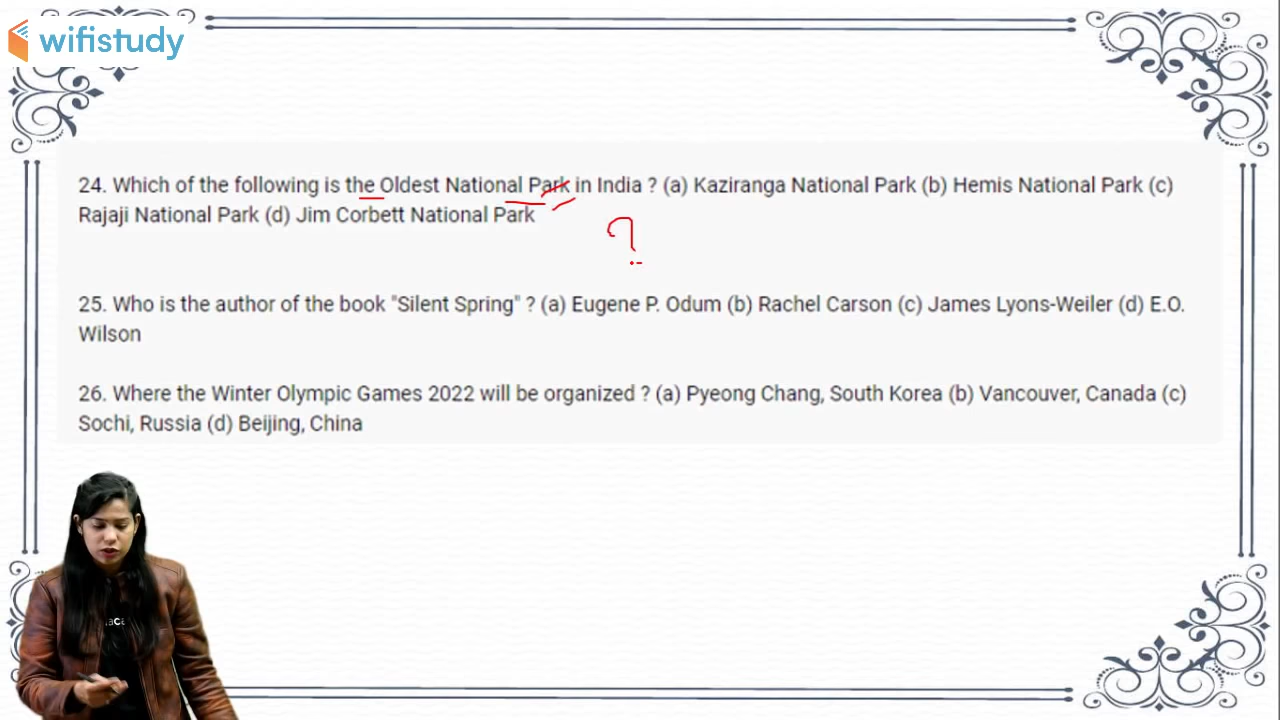 wifistudy
24. Which of the following is the Oldest National Park in India ? (a) Kaziranga National Park (b) Hemis National Park (c)
Rajaji National Park (d) Jim Corbett National Park
?
25. Who is the author of the book "Silent Spring" ? (a) Eugene P. Odum (b) Rachel Carson (c) James Lyons-Weiler (d) E.O.
Wilson
26. Where the Winter Olympic Games 2022 will be organized ? (a) Pyeong Chang, South Korea (b) Vancouver, Canada (c)
Sochi, Russia (d) Beijing, China